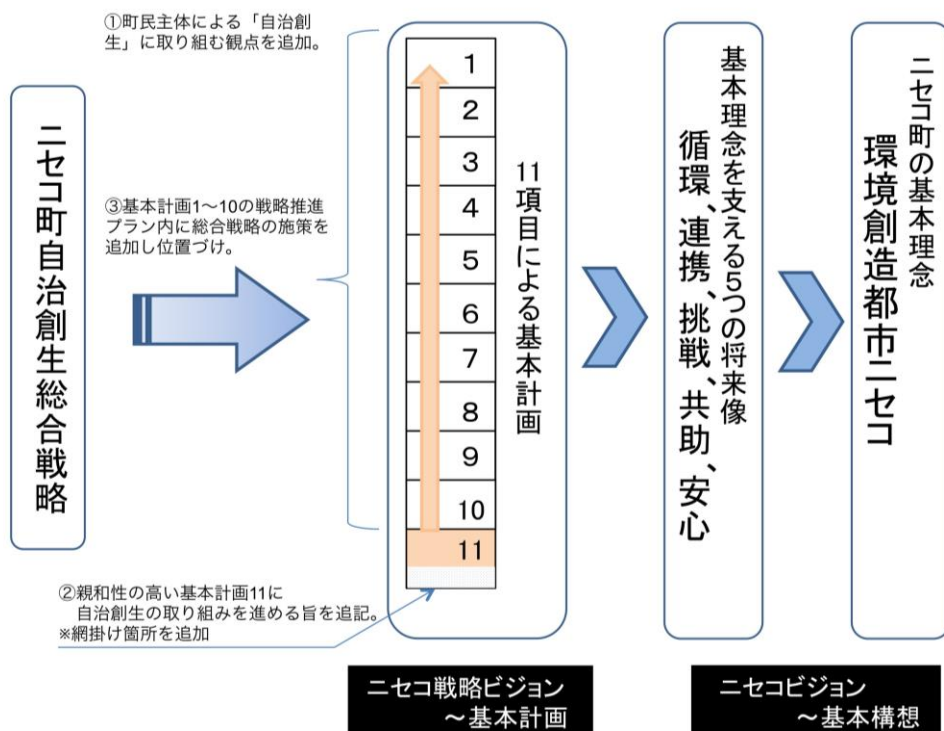 ①町民主体による「自治創
生」に取り組む観点を追加。
ニセコ町自治創生総合戦略
③基本計画1～10の戦略推進
プラン内に総合戦略の施策を
追加し位置づけ。
②親和性の高い基本計画11に
自治創生の取り組みを進める旨を追記。
※網掛け箇所を追加
1
2
3
4
5
6
7
8
9
10
11
11項目による基本計画
基本理念を支える5つの将来像
循環、連携、挑戦、共助、安心
ニセコ町の基本理念
環境創造都市ニセコ
ニセコ戦略ビジョン
～基本計画
ニセコビジョン
～基本構想